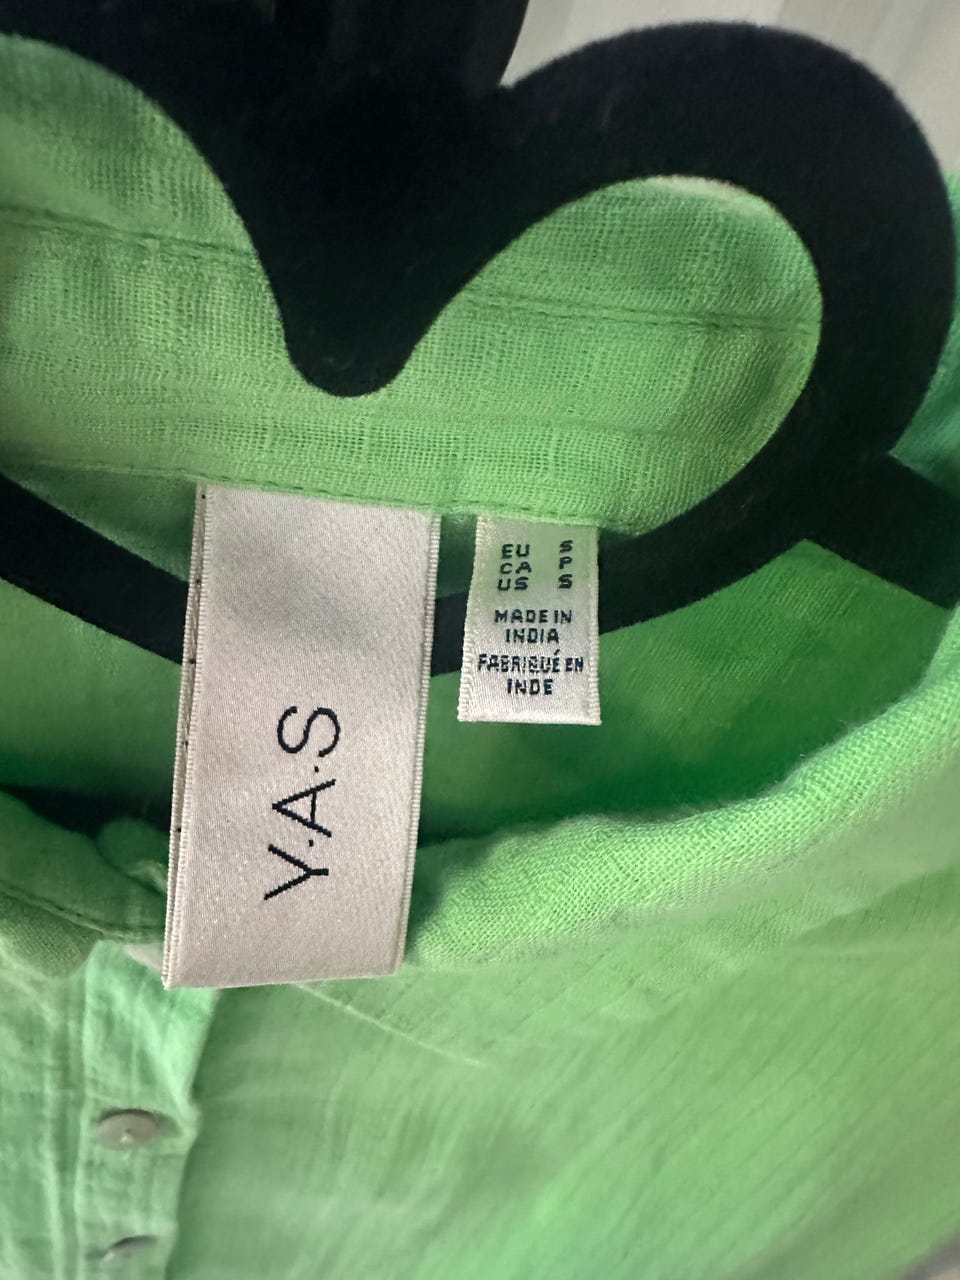 Y.A.S
EU S
CA P
US S
MADE IN
INDIA
FABRIQUÉ EN
INDE